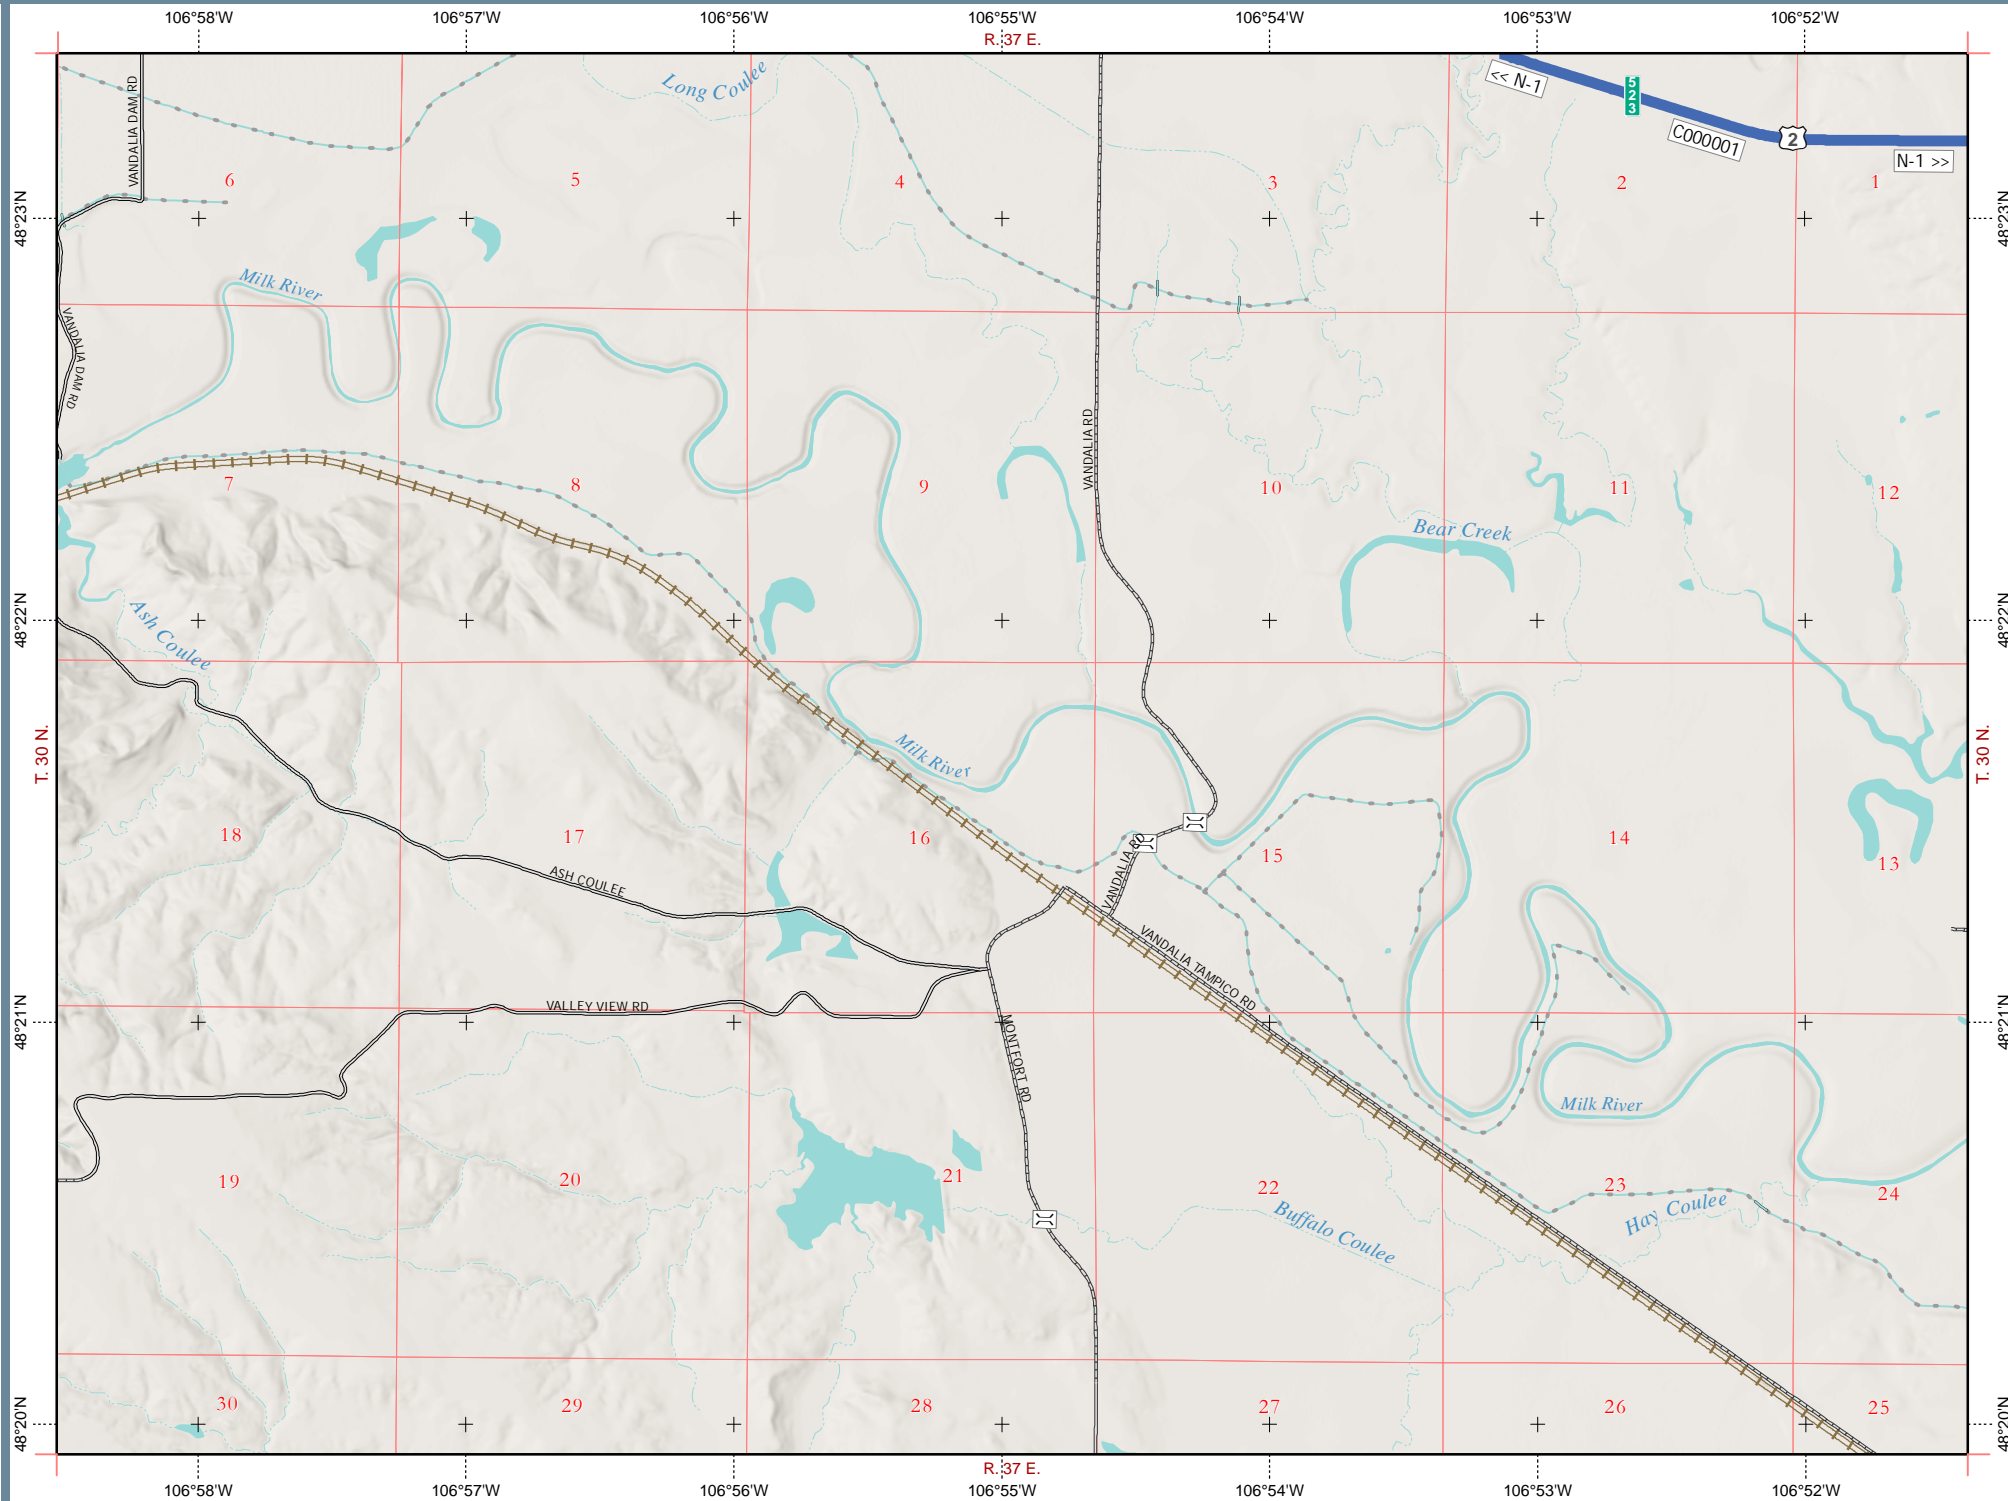 106°58'W 106°57'W 106°56'W 106°55'W 106°54'W 106°53'W 106°52'W
R. 37 E.
VANDALIA DAM RD
Long Coulee
<< N-1
5
2
3
C000001
2
N-1 >>
6 5 4 3 2 1
48°23'N
48°23'N
Milk River
VANDALIA DAM RD
VANDALIA RD
7 8 9 10 11 12
Bear Creek
48°22'N
48°22'N
Ash Coulee
T. 30 N.
T. 30 N.
Milk River
18 17 16 15 14 13
VANDALIA RD
ASH COULEE
VANDALIA TAMPICO RD
VALLEY VIEW RD
48°21'N
48°21'N
MONTFORT RD
Milk River
19 20 21 22 23 24
Buffalo Coulee
Hay Coulee
30 29 28 27 26 25
48°20'N
48°20'N
R. 37 E.
106°58'W 106°57'W 106°56'W 106°55'W 106°54'W 106°53'W 106°52'W